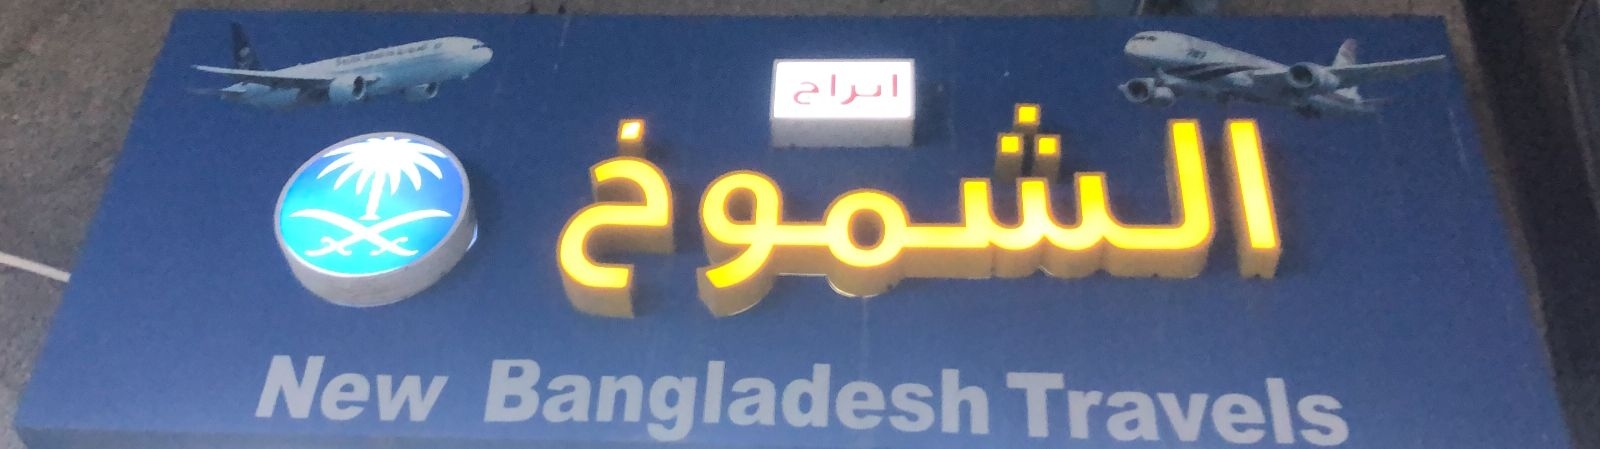 ابراج
الشموخ
New Bangladesh Travels